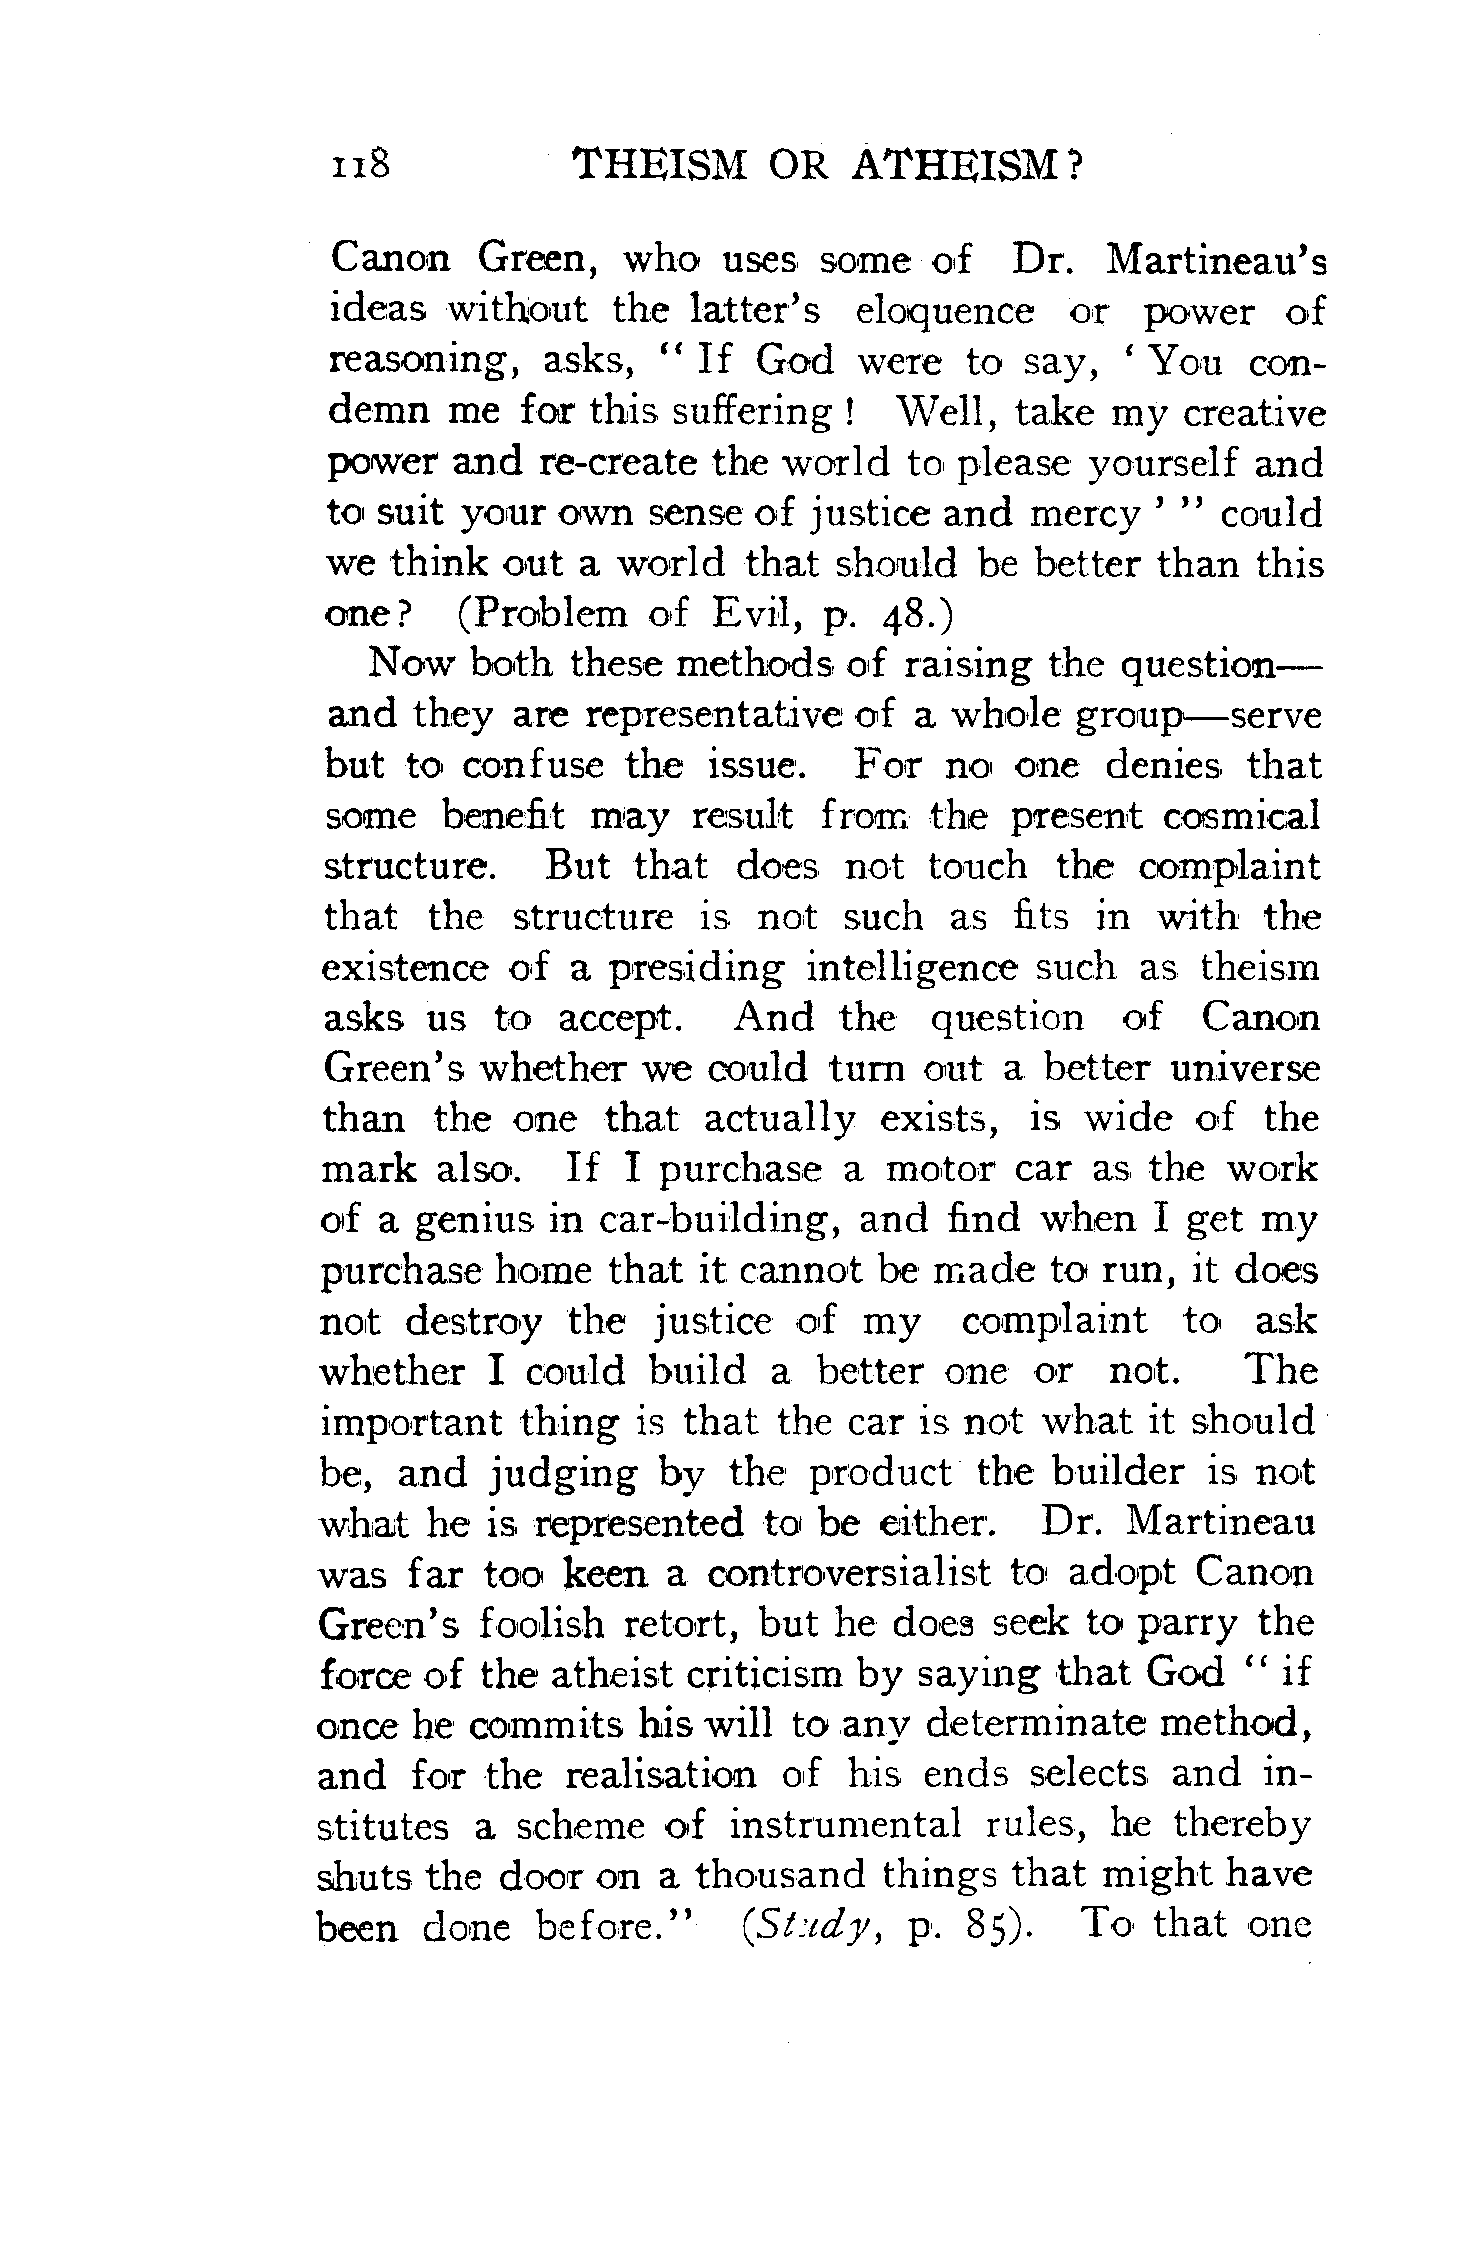 118 THEISM OR ATHEISM?
Canon Green, who uses some of Dr. Martineau's
ideas without the latter's eloquence or power of
reasoning, asks, “ If God were to say, ‘ You con-
demn me for this suffering ! Well, take my creative
power and re-create the world to please yourself and
to suit your own sense of justice and mercy ’ ” could
we think out a world that should be better than this
one? (Problem of Evil, p. 48.)
Now both these methods of raising the question—
and they are representative of a whole group—serve
but to confuse the issue. For no one denies that
some benefit may result from the present cosmical
structure. But that does not touch the complaint
that the structure is not such as fits in with the
existence of a presiding intelligence such as theism
asks us to accept. And the question of Canon
Green's whether we could turn out a better universe
than the one that actually exists, is wide of the
mark also. If I purchase a motor car as the work
of a genius in car-building, and find when I get my
purchase home that it cannot be made to run, it does
not destroy the justice of my complaint to ask
whether I could build a better one or not. The
important thing is that the car is not what it should
be, and judging by the product the builder is not
what he is represented to be either. Dr. Martineau
was far too keen a controversialist to adopt Canon
Green's foolish retort, but he does seek to parry the
force of the atheist criticism by saying that God “ if
once he commits his will to any determinate method,
and for the realisation of his ends selects and in-
stitutes a scheme of instrumental rules, he thereby
shuts the door on a thousand things that might have
been done before.” (Study, p. 85). To that one